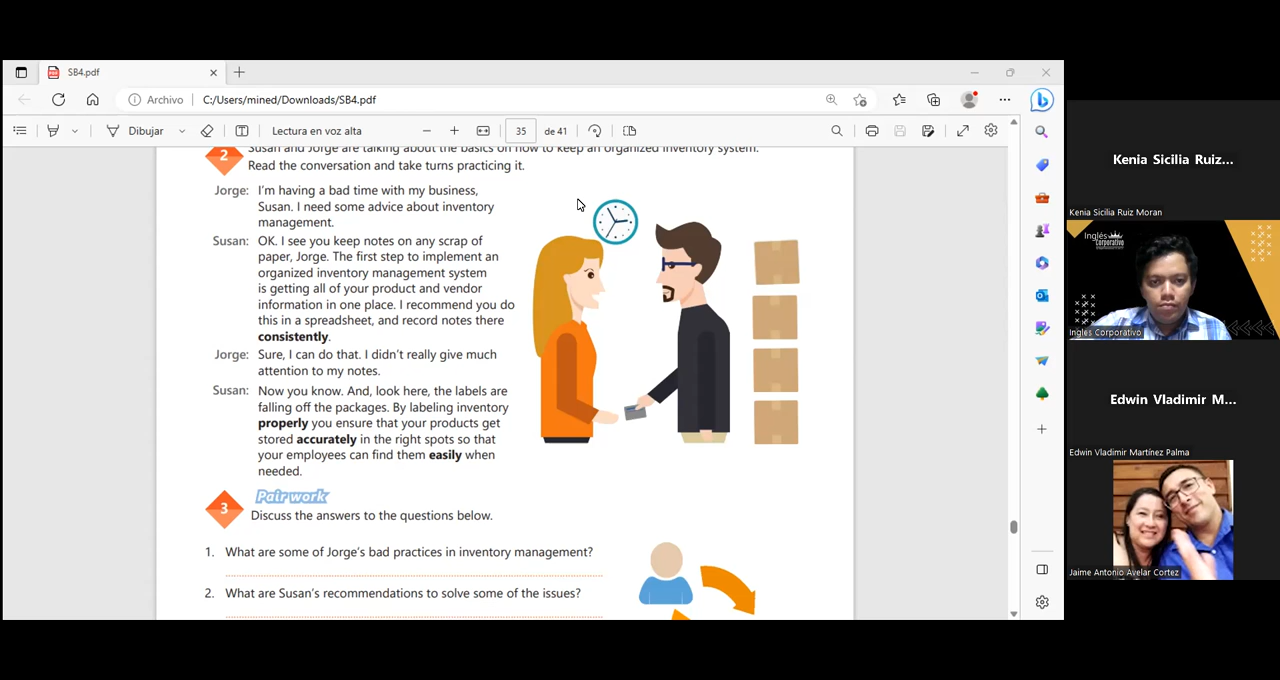 SB4.pdf
Archivo
C:/Users/mined/Downloads/SB4.pdf
Dibujar
Lectura en voz alta
35
de 41
2
Susan and Jorge are talking about the basics on how to keep an organized inventory system.
Read the conversation and take turns practicing it.
Jorge: I'm having a bad time with my business,
Susan. I need some advice about inventory
management.
Susan: OK. I see you keep notes on any scrap of
paper, Jorge. The first step to implement an
organized inventory management system
is getting all of your product and vendor
information in one place. I recommend you do
this in a spreadsheet, and record notes there
consistently.
Jorge: Sure, I can do that. I didn't really give much
attention to my notes.
Susan: Now you know. And, look here, the labels are
falling off the packages. By labeling inventory
properly you ensure that your products get
stored accurately in the right spots so that
your employees can find them easily when
needed.
3
Pair work
Discuss the answers to the questions below.
1. What are some of Jorge's bad practices in inventory management?
2. What are Susan's recommendations to solve some of the issues?
Kenia Sicilia Ruiz...
Kenia Sicilia Ruiz Moran
Inglés
Corporativo
Inglés Corporativo
Edwin Vladimir M...
Edwin Vladimir Martínez Palma
Jaime Antonio Avelar Cortez